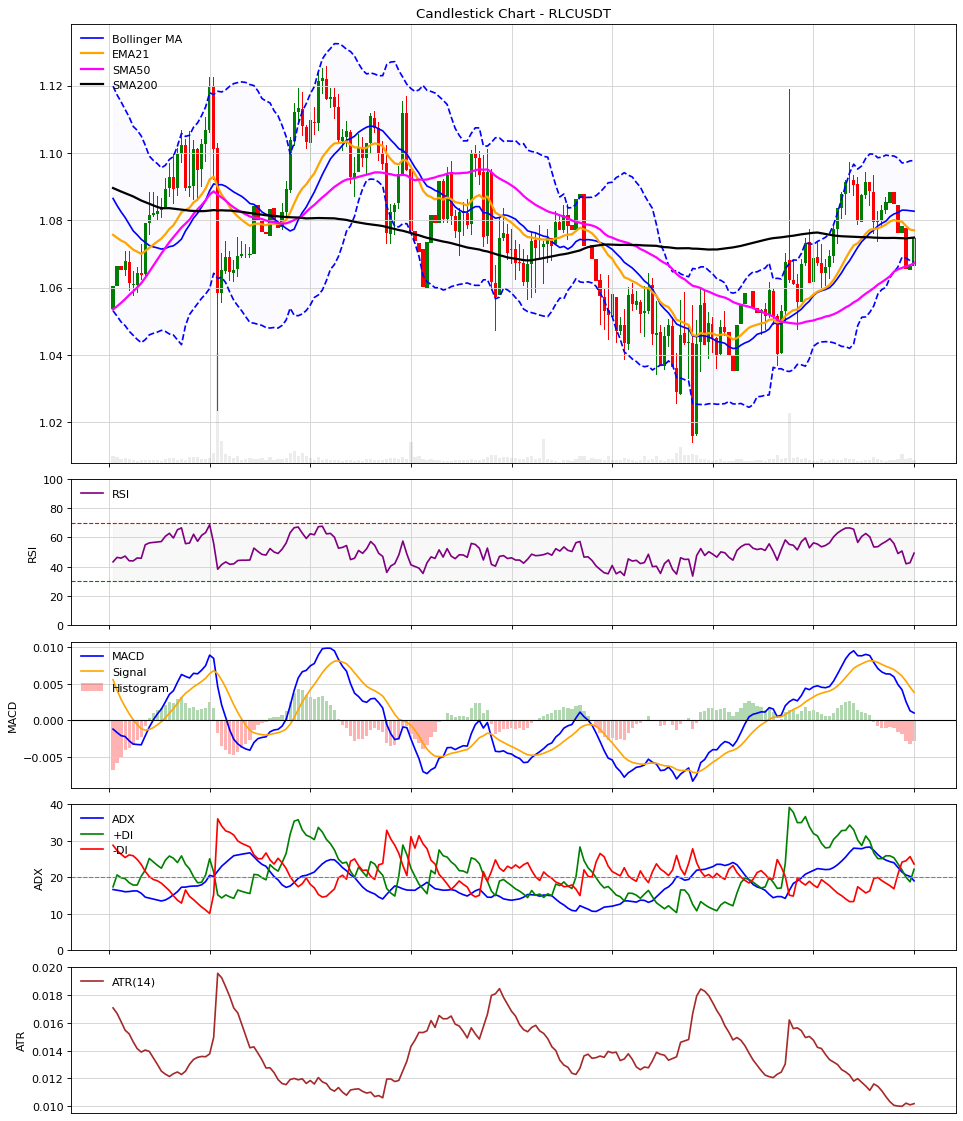 Candlestick Chart - RLCUSDT
Bollinger MA
EMA21
SMA50
SMA200
1.12
1.10
1.08
1.06
1.04
1.02
RSI
RSI
100
80
60
40
20
0
MACD
Signal
Histogram
MACD
0.010
0.005
0.000
−0.005
ADX
+DI
-DI
ADX
40
30
20
10
0
ATR(14)
ATR
0.020
0.018
0.016
0.014
0.012
0.010